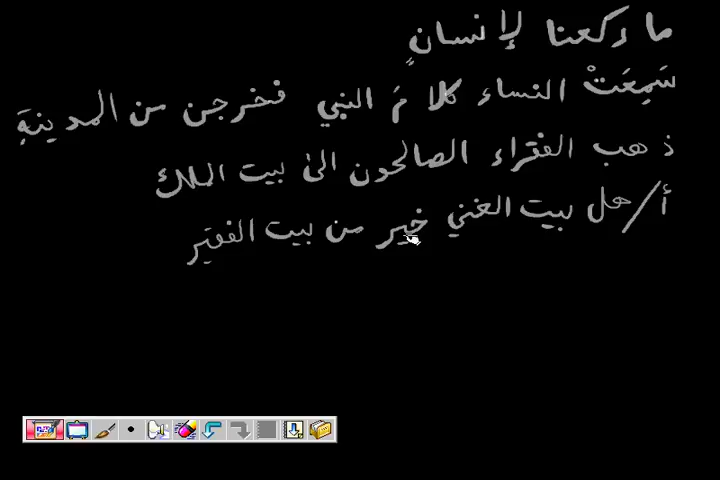 ما ركعنا لإنسانٍ
سَمِعَتْ النساء كلامَ النبي فخرجن من المدينةِ
ذهب الفقراء الصالحون الىٰ بيت الملك
أ/هل بيت الغني خير من بيت الفقير